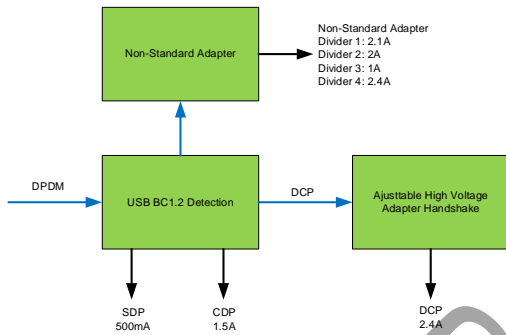 Non-Standard Adapter
Non-Standard Adapter
Divider 1: 2.1A
Divider 2: 2A
Divider 3: 1A
Divider 4: 2.4A
DPDM
USB BC1.2 Detection
DCP
Ajusttable High Voltage
Adapter Handshake
SDP
500mA
CDP
1.5A
DCP
2.4A